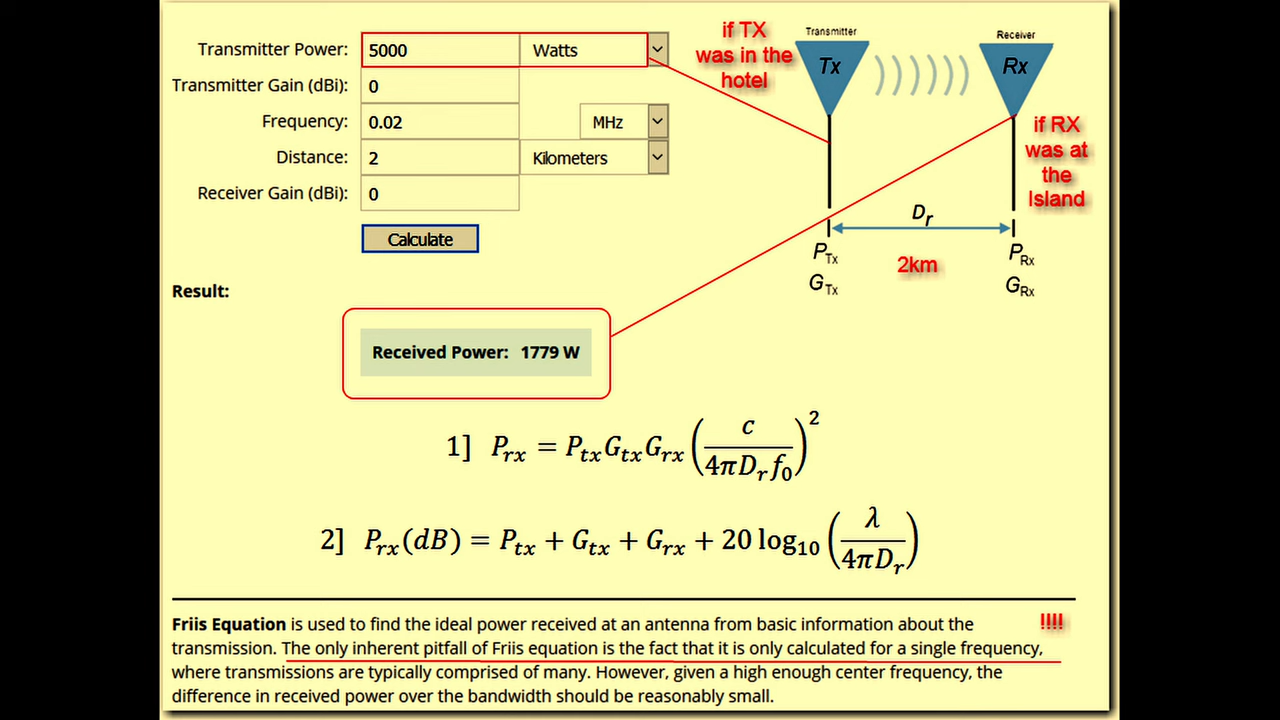 Transmitter Power: 5000 Watts
Transmitter Gain (dBi): 0
Frequency: 0.02 MHz
Distance: 2 Kilometers
Receiver Gain (dBi): 0
Calculate
Result:
Received Power: 1779 W
if TX
was in the
hotel
Transmitter
Tx
Receiver
Rx
if RX
was at
the
Island
Dr
PTx
GTx
2km
PRx
GRx
1] Prx = PtxGtxGrx (c / 4πDrf0)²
2] Prx(dB) = Ptx + Gtx + Grx + 20 log10 (λ / 4πDr)
Friis Equation is used to find the ideal power received at an antenna from basic information about the
!!!!
transmission. The only inherent pitfall of Friis equation is the fact that it is only calculated for a single frequency,
where transmissions are typically comprised of many. However, given a high enough center frequency, the
difference in received power over the bandwidth should be reasonably small.